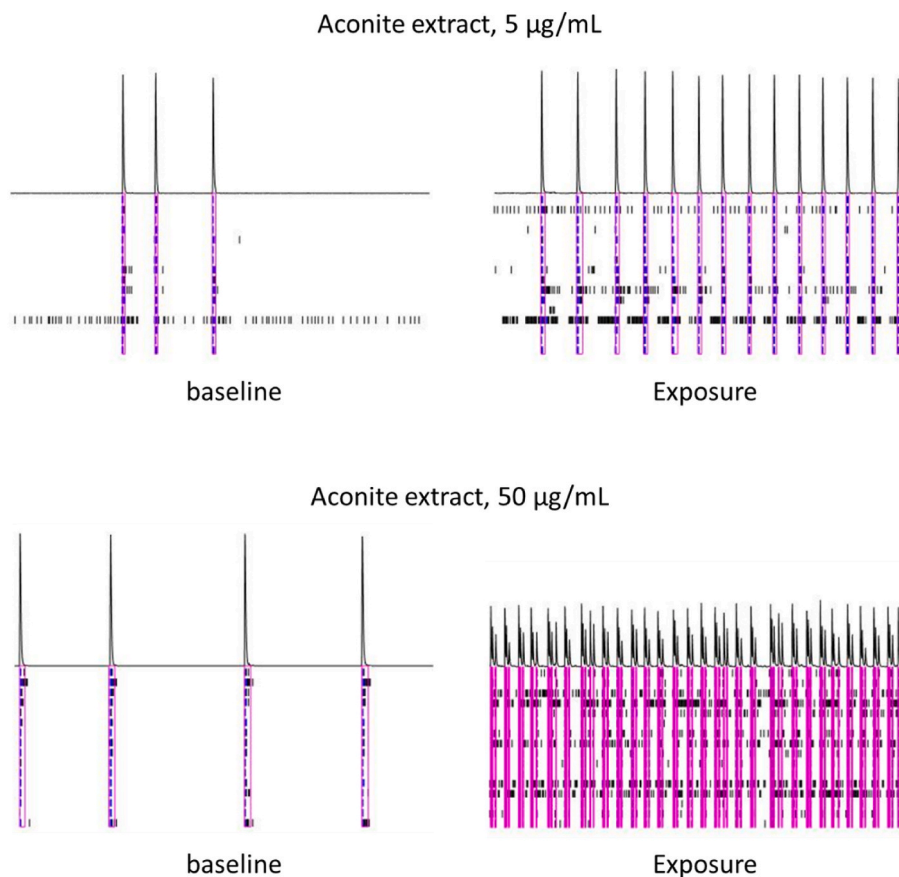 Aconite extract, 5 µg/mL
baseline
Exposure
Aconite extract, 50 µg/mL
baseline
Exposure